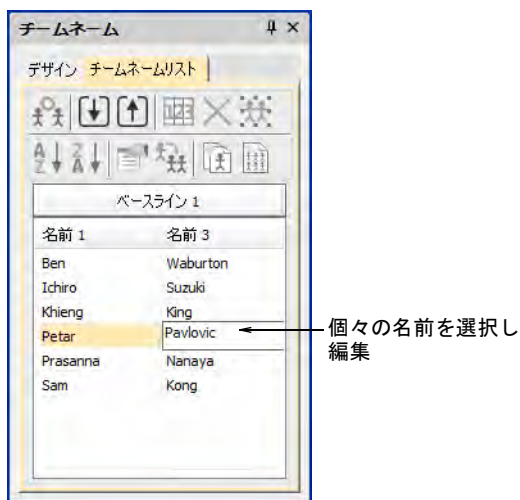 チームネーム
デザイン チームネームリスト
ベースライン 1
名前 1 名前 3
Ben Waburton
Ichiro Suzuki
Khieng King
Petar Pavlovic
Prasanna Nanaya
Sam Kong
個々の名前を選択し
編集